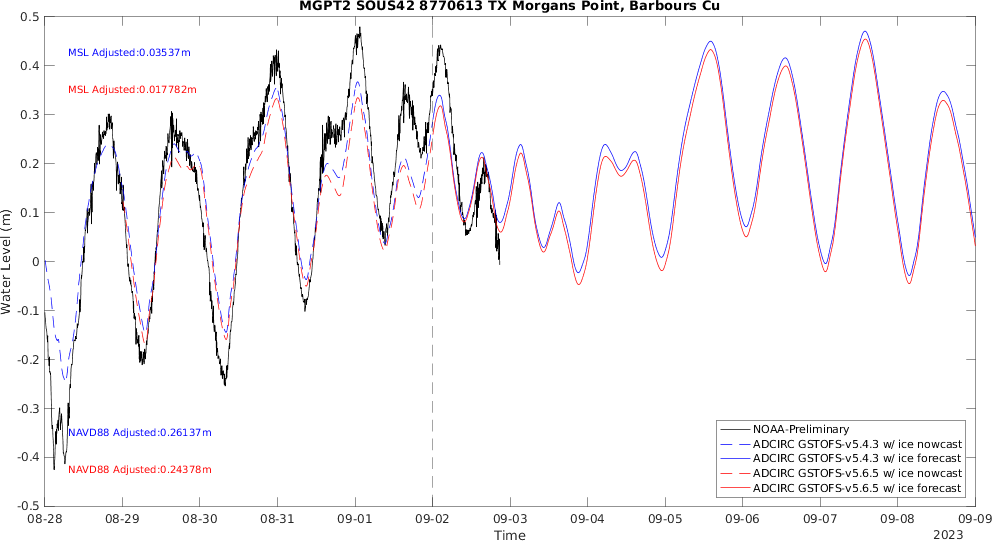 MGPT2 SOUS42 8770613 TX Morgans Point, Barbours Cu
Water Level (m)
0.5
0.4
0.3
0.2
0.1
0
-0.1
-0.2
-0.3
-0.4
-0.5
MSL Adjusted:0.03537m
MSL Adjusted:0.017782m
NAVD88 Adjusted:0.26137m
NAVD88 Adjusted:0.24378m
NOAA-Preliminary
ADCIRC GSTOFS-v5.4.3 w/ ice nowcast
ADCIRC GSTOFS-v5.4.3 w/ ice forecast
ADCIRC GSTOFS-v5.6.5 w/ ice nowcast
ADCIRC GSTOFS-v5.6.5 w/ ice forecast
08-28 08-29 08-30 08-31 09-01 09-02 09-03 09-04 09-05 09-06 09-07 09-08 09-09
Time
2023